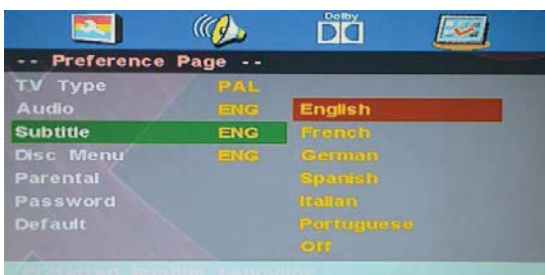 Dolby
-- Preference Page --
TV Type PAL
Audio ENG English
Subtitle ENG French
Disc Menu ENG German
Parental Spanish
Password Italian
Default Portuguese
Off